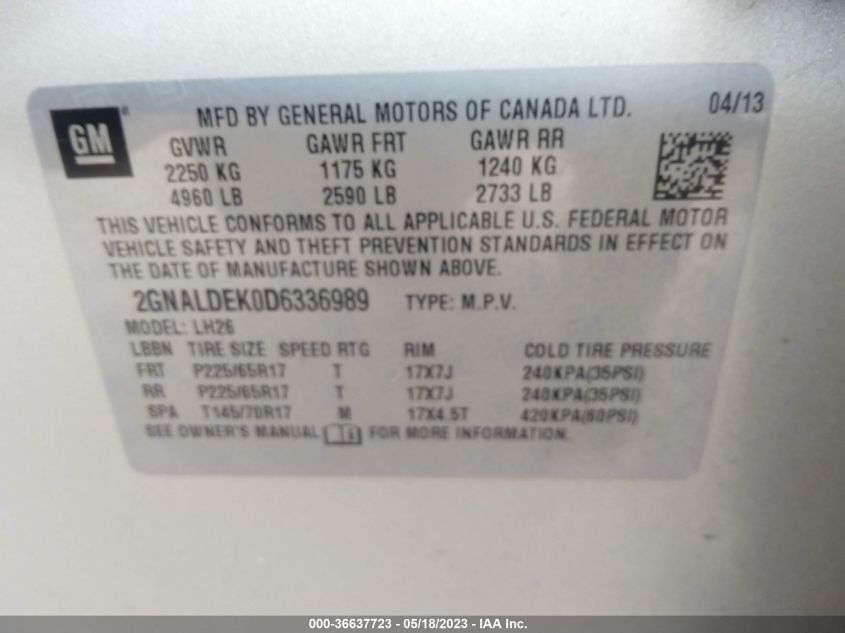 GM
®
MFD BY GENERAL MOTORS OF CANADA LTD. 04/13
GVWR GAWR FRT GAWR RR
2250 KG 1175 KG 1240 KG
4960 LB 2590 LB 2733 LB
THIS VEHICLE CONFORMS TO ALL APPLICABLE U.S. FEDERAL MOTOR
VEHICLE SAFETY AND THEFT PREVENTION STANDARDS IN EFFECT ON
THE DATE OF MANUFACTURE SHOWN ABOVE.
2GNALDEK0D6336989 TYPE: M.P.V.
MODEL: LH26
LBBN TIRE SIZE SPEED RTG RIM COLD TIRE PRESSURE
FRT P225/65R17 T 17X7J 240KPA(35PSI)
RR P225/65R17 T 17X7J 240KPA(35PSI)
SPA T145/70R17 M 17X4.5T 420KPA(60PSI)
SEE OWNER'S MANUAL FOR MORE INFORMATION.
000-36637723 - 05/18/2023 - IAA Inc.